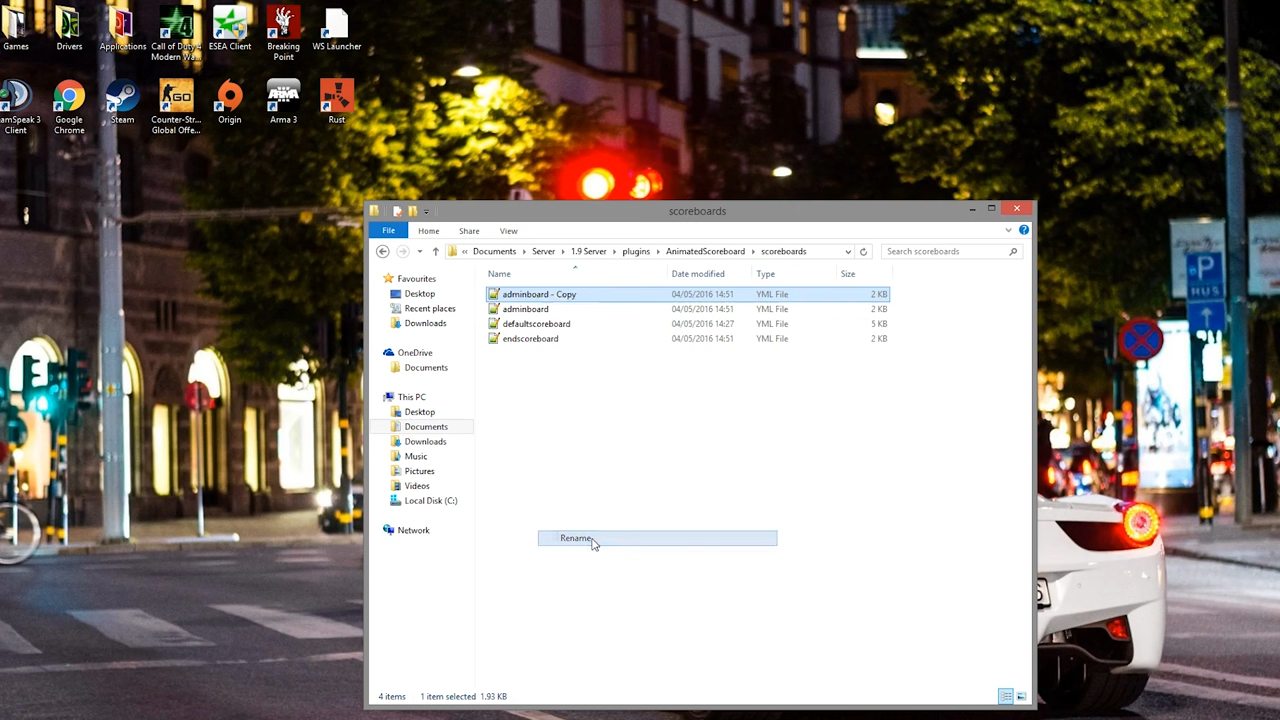 Games
Drivers
Applications
Call of Duty 4
Modern Wa...
ESEA Client
Breaking
Point
WS Launcher
amSpeak 3
Client
Google
Chrome
Steam
Counter-Str...
Global Offe...
GO
Origin
ARMA
Arma 3
Rust
scoreboards
File
Home
Share
View
« Documents › Server › 1.9 Server › plugins › AnimatedScoreboard › scoreboards
Search scoreboards
Name Date modified Type Size
adminboard - Copy 04/05/2016 14:51 YML File 2 KB
adminboard 04/05/2016 14:51 YML File 2 KB
defaultscoreboard 04/05/2016 14:27 YML File 5 KB
endscoreboard 04/05/2016 14:51 YML File 2 KB
Favourites
Desktop
Recent places
Downloads
OneDrive
Documents
This PC
Desktop
Documents
Downloads
Music
Pictures
Videos
Local Disk (C:)
Network
Rename
4 items 1 item selected 1.93 KB
P
BUS